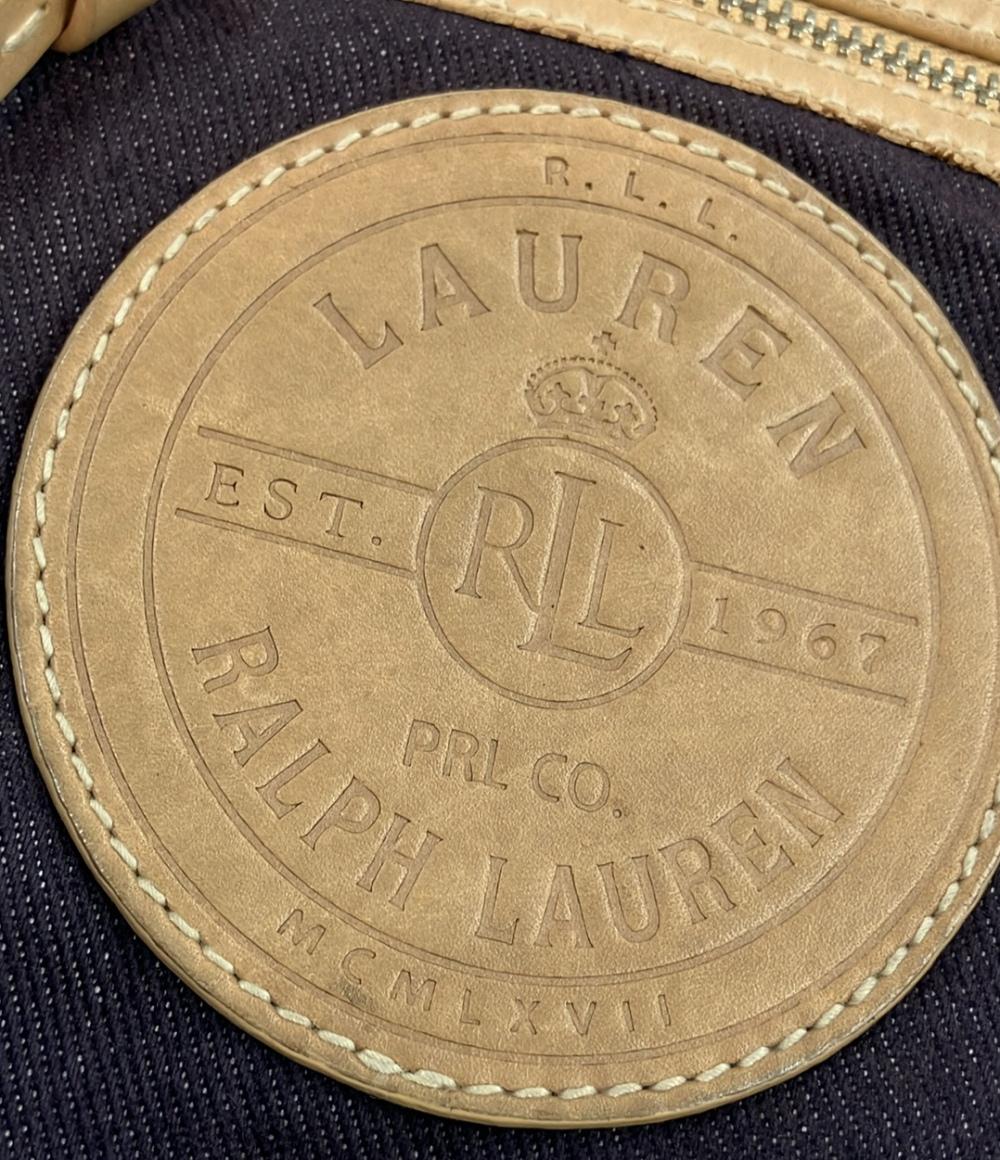 R. L. L.
LAUREN
EST.
RLL
1967
PRL CO.
RALPH LAUREN
MCMLXVII